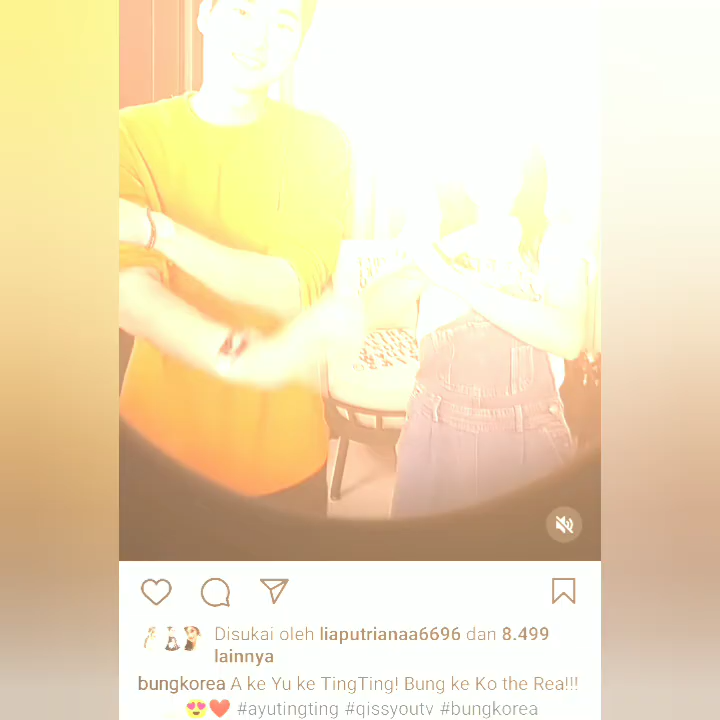 Disukai oleh liaputrianaa6696 dan 8.499
lainnya
bungkorea A ke Yu ke TingTing! Bung ke Ko the Rea!!!
😍❤️ #ayutingting #qissyoutv #bungkorea